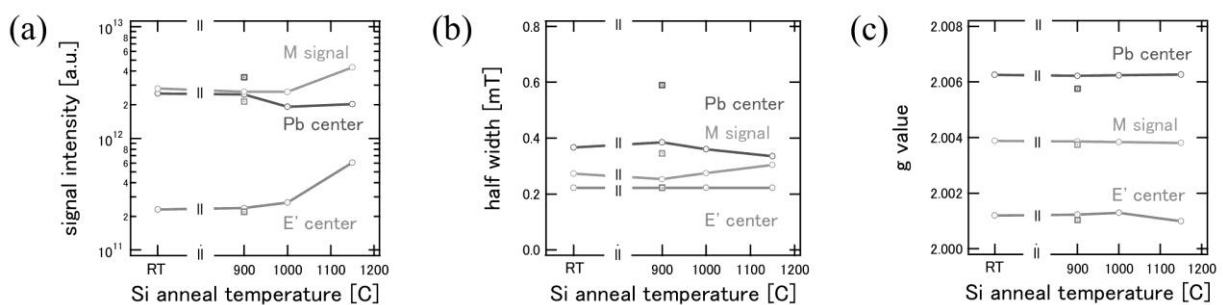 (a)
signal intensity [a.u.]
10^13
8
6
4
2
10^12
8
6
4
2
10^11
M signal
Pb center
E' center
RT 900 1000 1100 1200
Si anneal temperature [C]
(b)
half width [mT]
0.8
0.6
0.4
0.2
0.0
Pb center
M signal
E' center
RT 900 1000 1100 1200
Si anneal temperature [C]
(c)
g value
2.008
2.006
2.004
2.002
2.000
Pb center
M signal
E' center
RT 900 1000 1100 1200
Si anneal temperature [C]